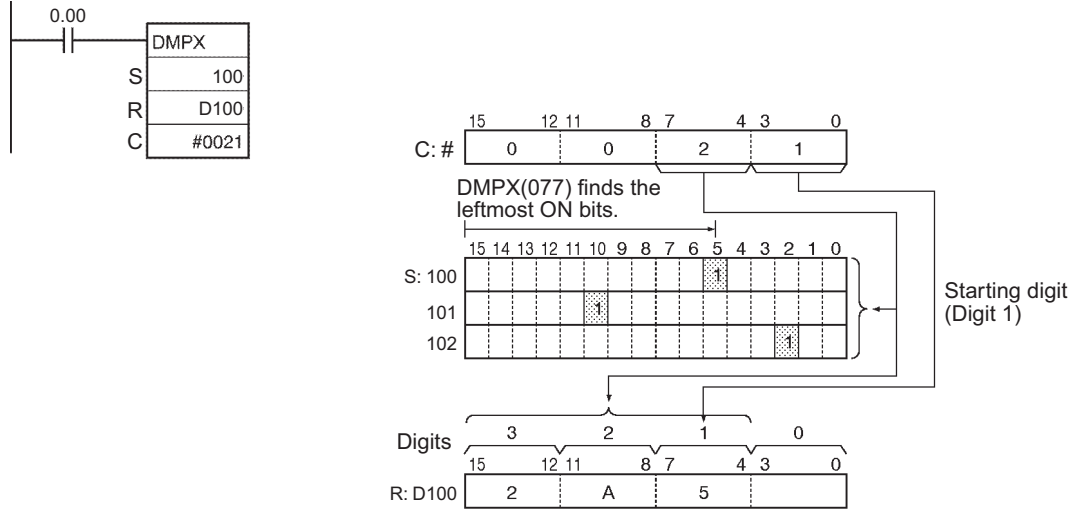 0.00
DMPX
S 100
R D100
C #0021
15 12 11 8 7 4 3 0
C: # 0 0 2 1
DMPX(077) finds the
leftmost ON bits.
15 14 13 12 11 10 9 8 7 6 5 4 3 2 1 0
S: 100 1
101 1
102 1
Starting digit
(Digit 1)
Digits 3 2 1 0
15 12 11 8 7 4 3 0
R: D100 2 A 5